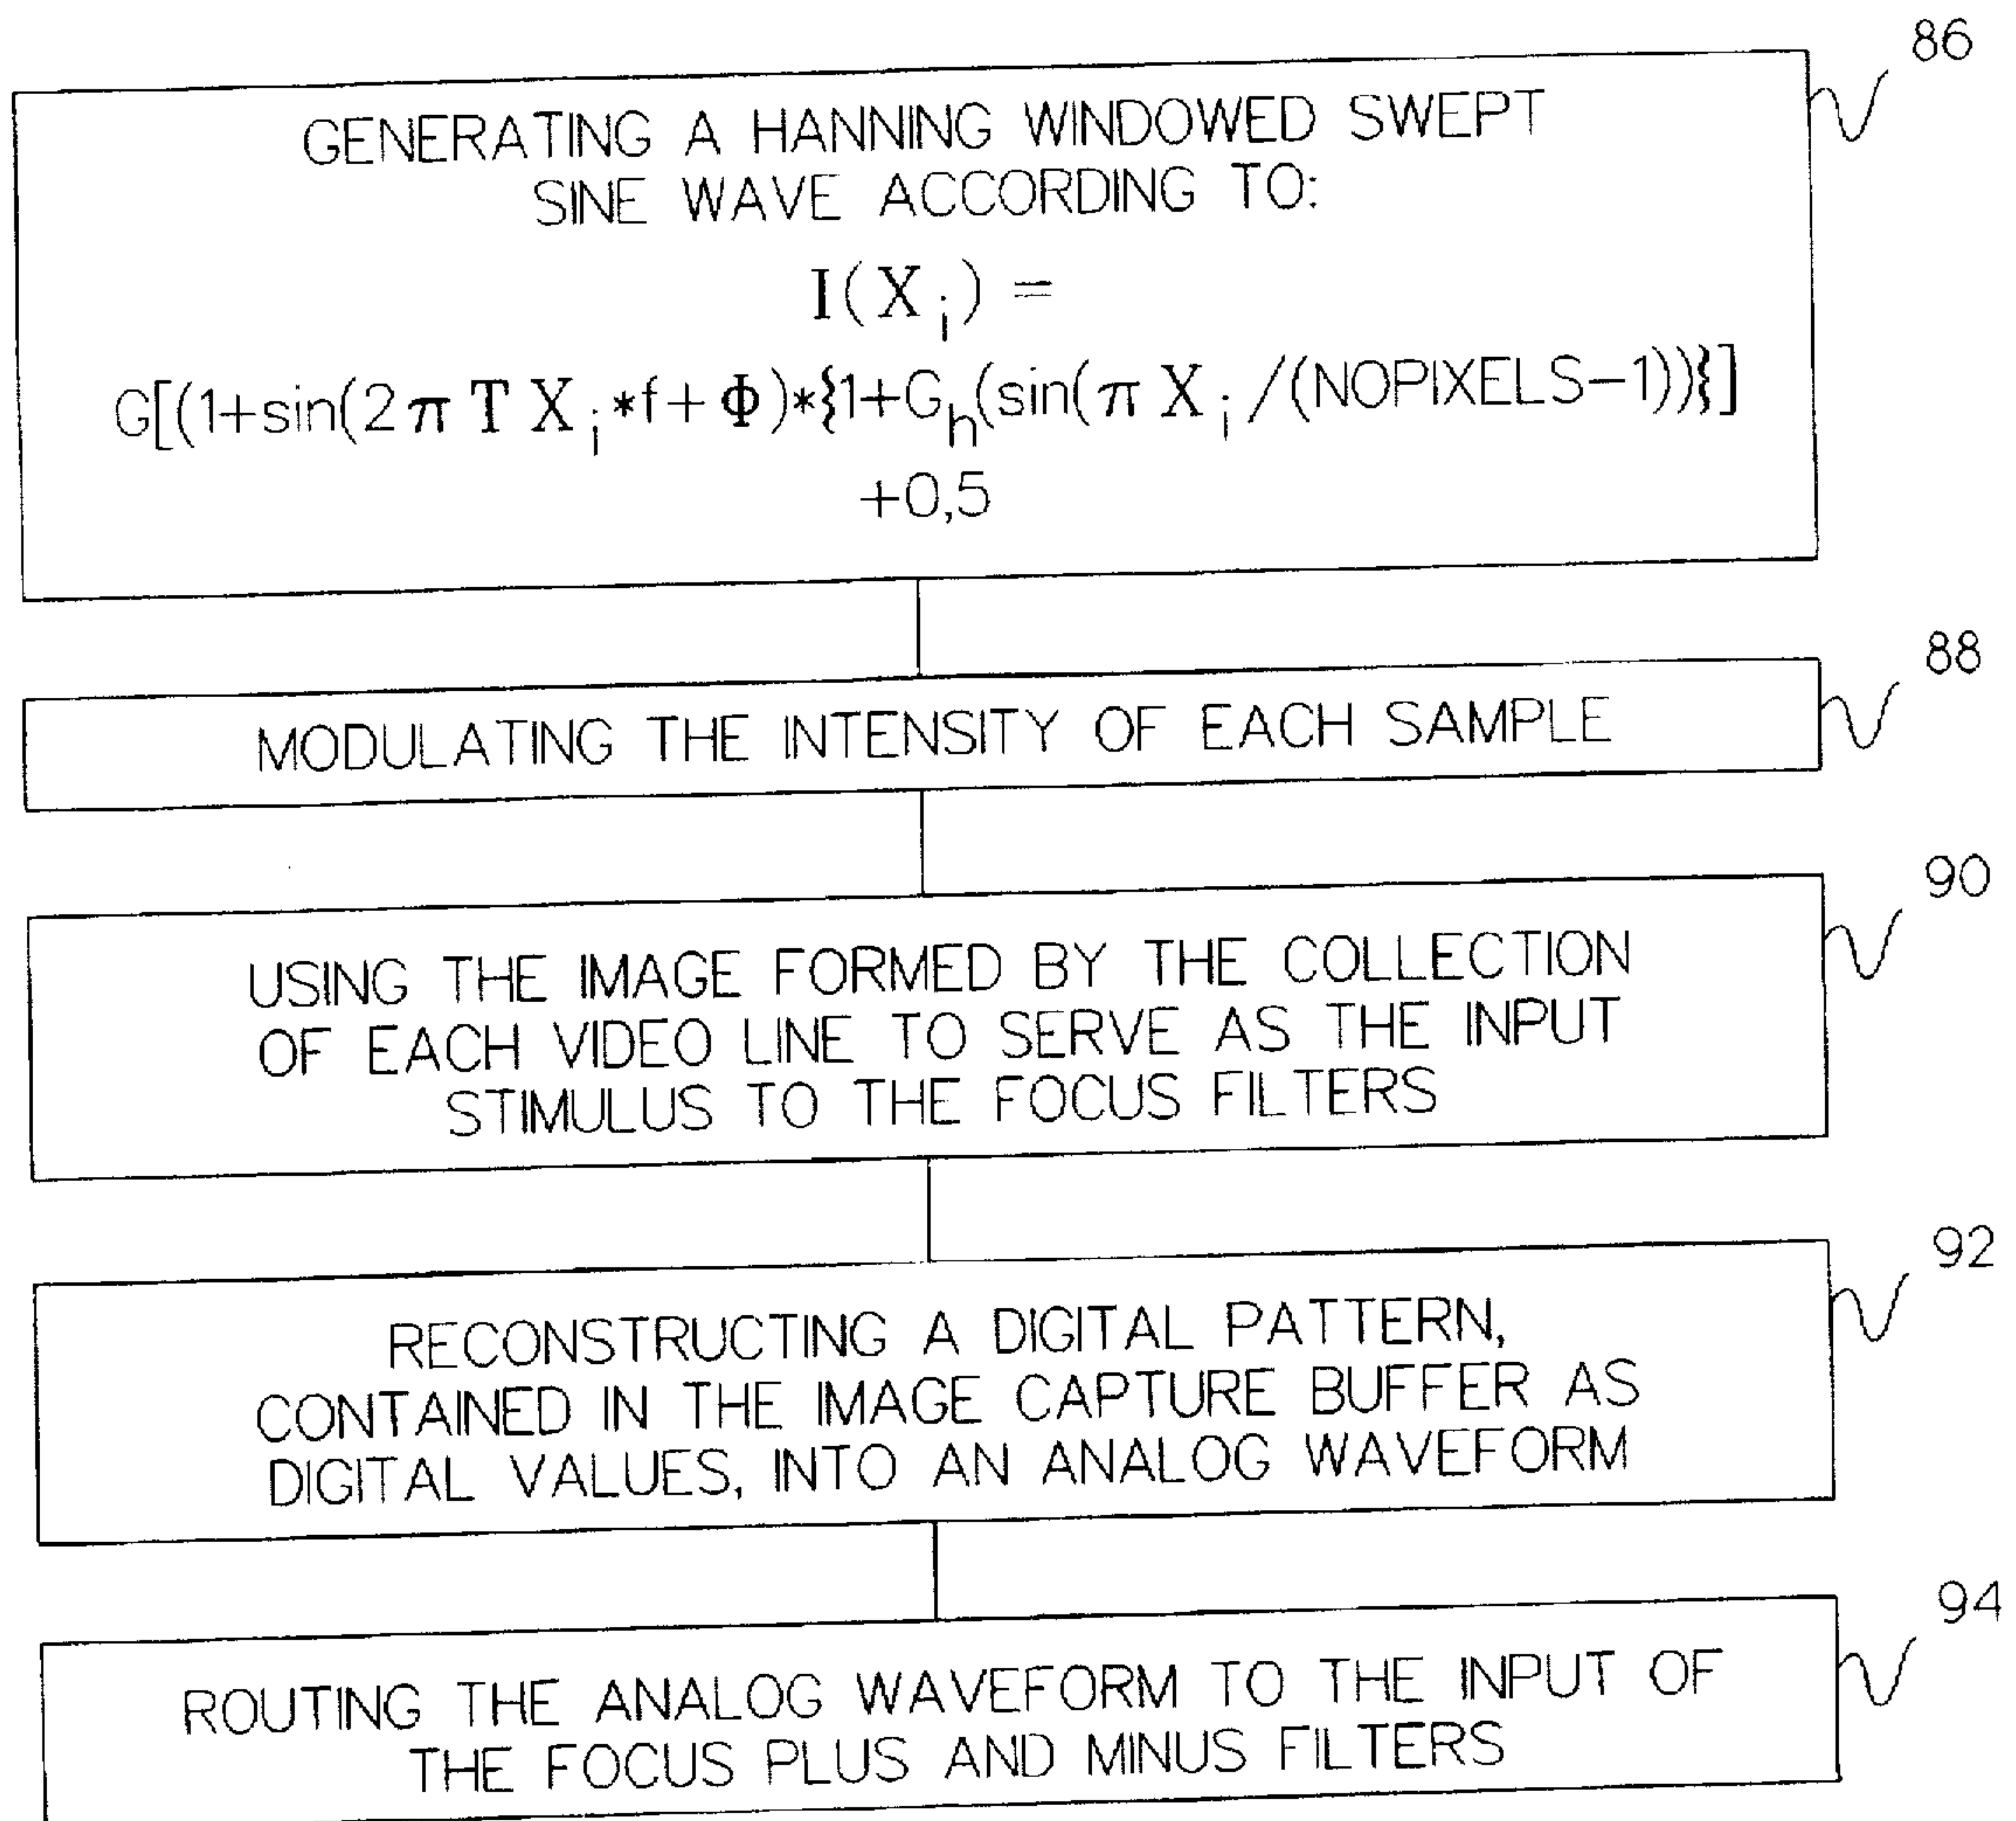 86
GENERATING A HANNING WINDOWED SWEPT
SINE WAVE ACCORDING TO:
I(X i) =
G[(1+sin(2π T X i *f+Φ)*{1+G h (sin(π X i /(NOPIXELS-1))}]
+0,5
88
MODULATING THE INTENSITY OF EACH SAMPLE
90
USING THE IMAGE FORMED BY THE COLLECTION
OF EACH VIDEO LINE TO SERVE AS THE INPUT
STIMULUS TO THE FOCUS FILTERS
92
RECONSTRUCTING A DIGITAL PATTERN,
CONTAINED IN THE IMAGE CAPTURE BUFFER AS
DIGITAL VALUES, INTO AN ANALOG WAVEFORM
94
ROUTING THE ANALOG WAVEFORM TO THE INPUT OF
THE FOCUS PLUS AND MINUS FILTERS